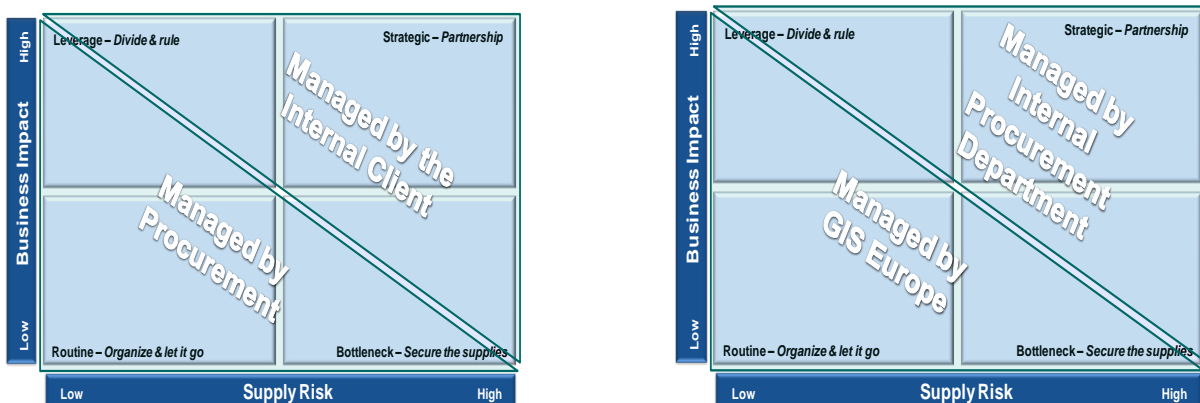 High
Business Impact
Low
Leverage – Divide & rule
Strategic – Partnership
Managed by the
Internal Client
Managed by
Procurement
Routine – Organize & let it go
Bottleneck – Secure the supplies
Low
Supply Risk
High
High
Business Impact
Low
Leverage – Divide & rule
Strategic – Partnership
Managed by
Internal
Procurement
Department
Managed by
GIS Europe
Routine – Organize & let it go
Bottleneck – Secure the supplies
Low
Supply Risk
High